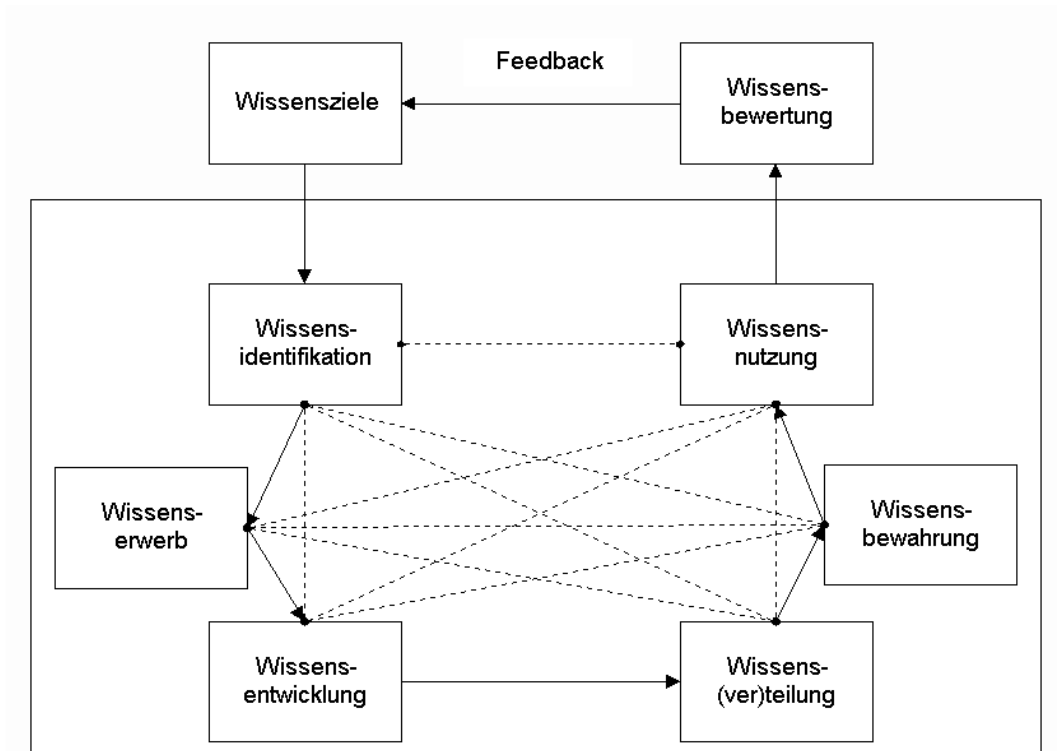 Feedback
Wissensziele
Wissens-
bewertung
Wissens-
identifikation
Wissens-
nutzung
Wissens-
erwerb
Wissens-
bewahrung
Wissens-
entwicklung
Wissens-
(ver)teilung